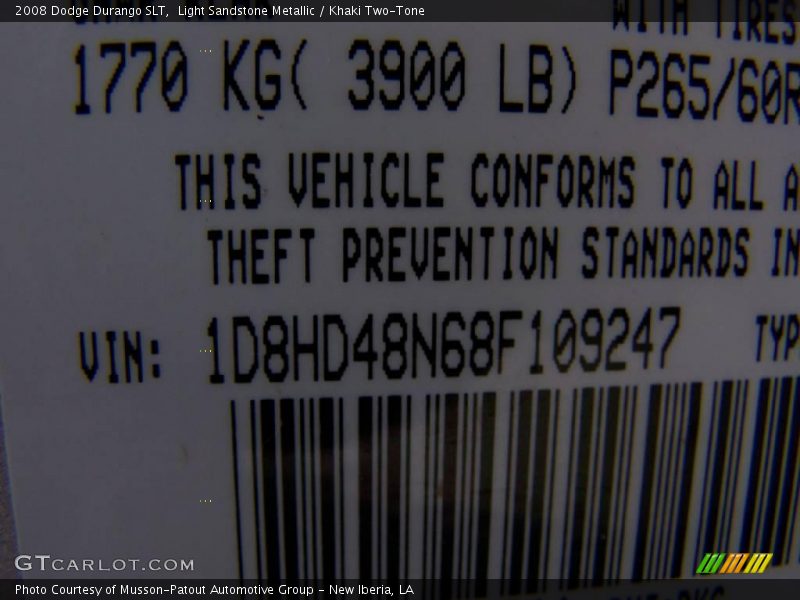 2008 Dodge Durango SLT, Light Sandstone Metallic / Khaki Two-Tone
WITH TIRES
1770 KG( 3900 LB) P265/60R
THIS VEHICLE CONFORMS TO ALL A
THEFT PREVENTION STANDARDS IN
VIN: 1D8HD48N68F109247 TYP
GTCARLOT.COM
Photo Courtesy of Musson-Patout Automotive Group - New Iberia, LA